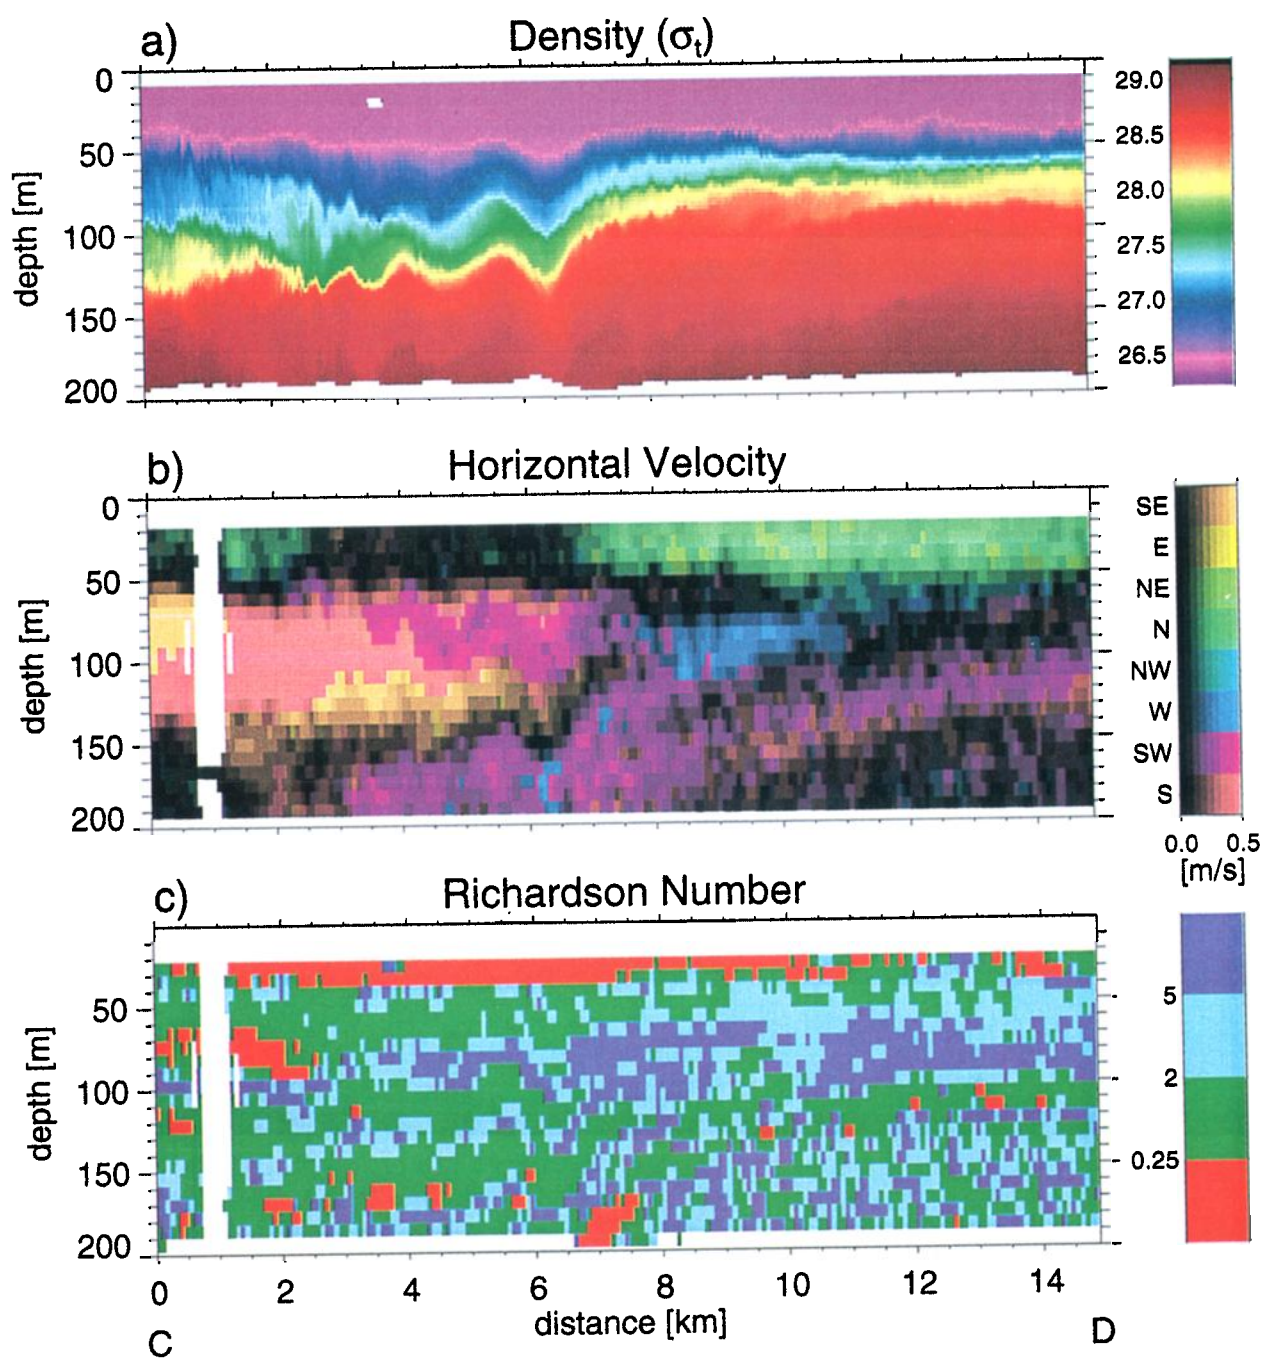 a) Density (σt)
0
50
100
150
200
depth [m]
29.0
28.5
28.0
27.5
27.0
26.5
b) Horizontal Velocity
0
50
100
150
200
depth [m]
SE
E
NE
N
NW
W
SW
S
0.0 0.5
[m/s]
c) Richardson Number
50
100
150
200
depth [m]
5
2
0.25
0 2 4 6 8 10 12 14
distance [km]
C D